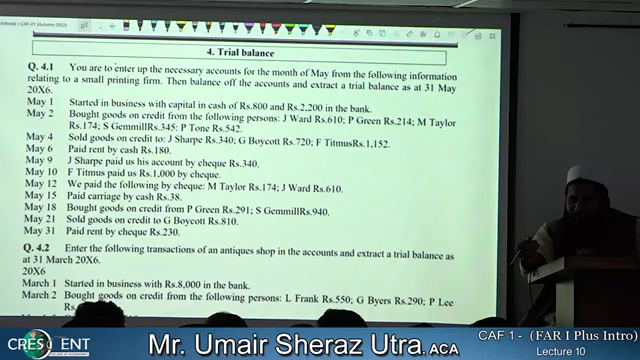 4. Trial balance
Q. 4.1 You are to enter up the necessary accounts for the month of May from the following information
relating to a small printing firm. Then balance off the accounts and extract a trial balance as at 31 May
20X6.
May 1 Started in business with capital in cash of Rs.800 and Rs.2,200 in the bank.
May 2 Bought goods on credit from the following persons: J Ward Rs.610; P Green Rs.214; M Taylor
Rs.174; S Gemmill Rs.345: P Tone Rs.542.
May 4 Sold goods on credit to: J Sharpe Rs.340; G Boycott Rs.720; F TitmusRs.1,152.
May 6 Paid rent by cash Rs.180.
May 9 J Sharpe paid us his account by cheque Rs.340.
May 10 F Titmus paid us Rs.1,000 by cheque.
May 12 We paid the following by cheque: M Taylor Rs.174; J Ward Rs.610.
May 15 Paid carriage by cash Rs.38.
May 18 Bought goods on credit from P Green Rs.291; S GemmillRs.940.
May 21 Sold goods on credit to G Boycott Rs.810.
May 31 Paid rent by cheque Rs.230.
Q. 4.2 Enter the following transactions of an antiques shop in the accounts and extract a trial balance as
at 31 March 20X6.
20X6
March 1 Started in business with Rs.8,000 in the bank.
March 2 Bought goods on credit from the following persons: L Frank Rs.550; G Byers Rs.290; P Lee
CRESCENT
Mr. Umair Sheraz Utra. ACA
CAF 1 - (FAR I Plus Intro)
Lecture 10